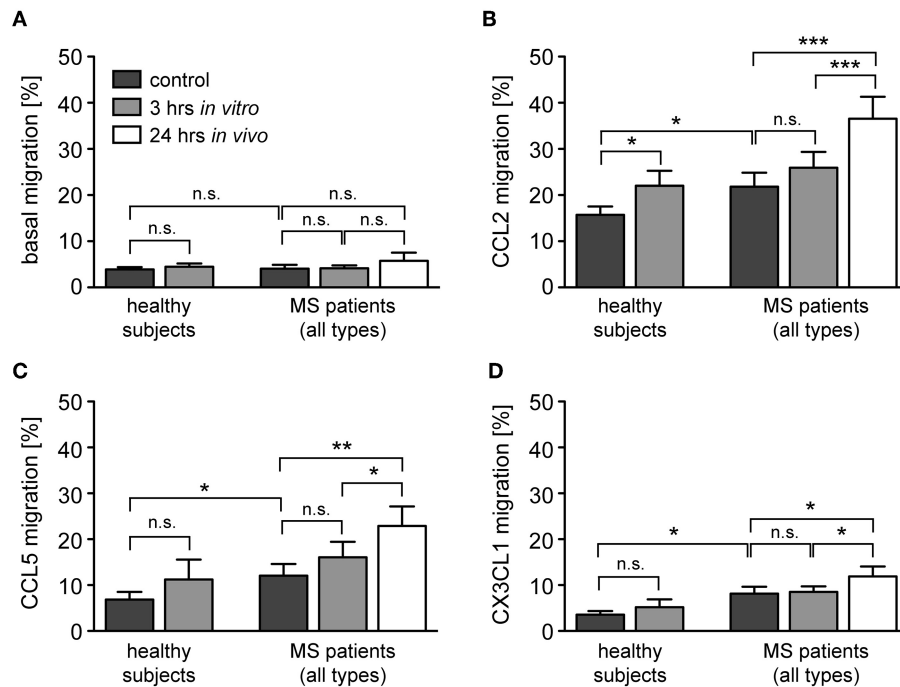 A
basal migration [%]
50
40
30
20
10
0
control
3 hrs in vitro
24 hrs in vivo
n.s.
n.s.
n.s.
n.s.
n.s.
healthy
subjects
MS patients
(all types)
B
CCL2 migration [%]
50
40
30
20
10
0
***
***
*
n.s.
*
healthy
subjects
MS patients
(all types)
C
CCL5 migration [%]
50
40
30
20
10
0
**
*
*
n.s.
n.s.
healthy
subjects
MS patients
(all types)
D
CX3CL1 migration [%]
50
40
30
20
10
0
*
*
n.s.
*
n.s.
healthy
subjects
MS patients
(all types)